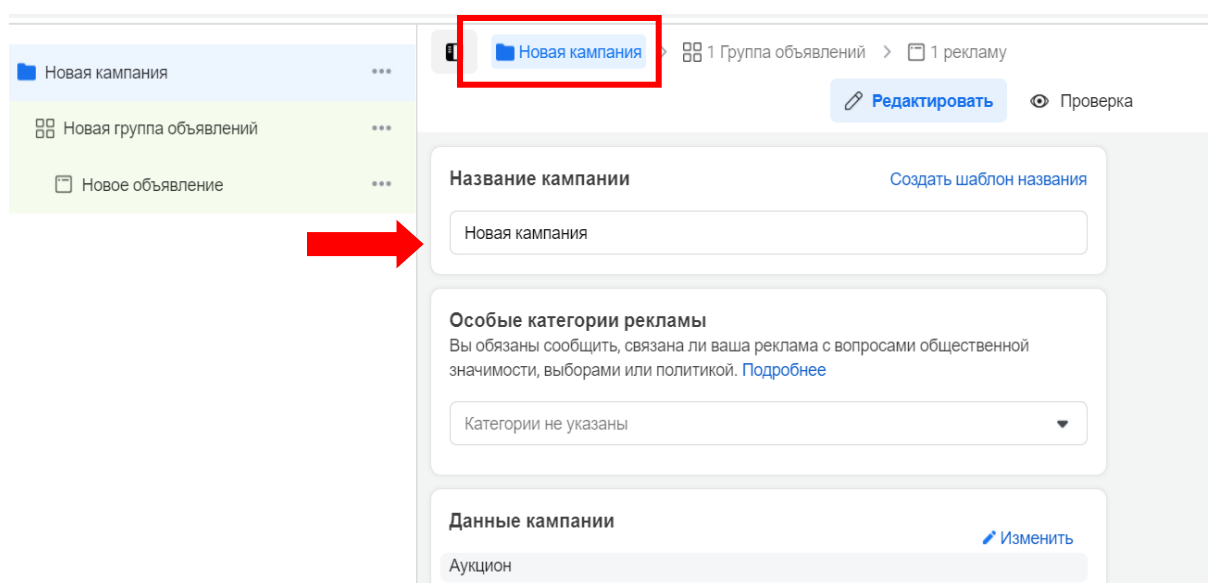 Новая кампания
Новая группа объявлений
Новое объявление
Новая кампания > 1 Группа объявлений > 1 рекламу
Редактировать Проверка
Название кампании Создать шаблон названия
Новая кампания
Особые категории рекламы
Вы обязаны сообщить, связана ли ваша реклама с вопросами общественной
значимости, выборами или политикой. Подробнее
Категории не указаны
Данные кампании
Изменить
Аукцион